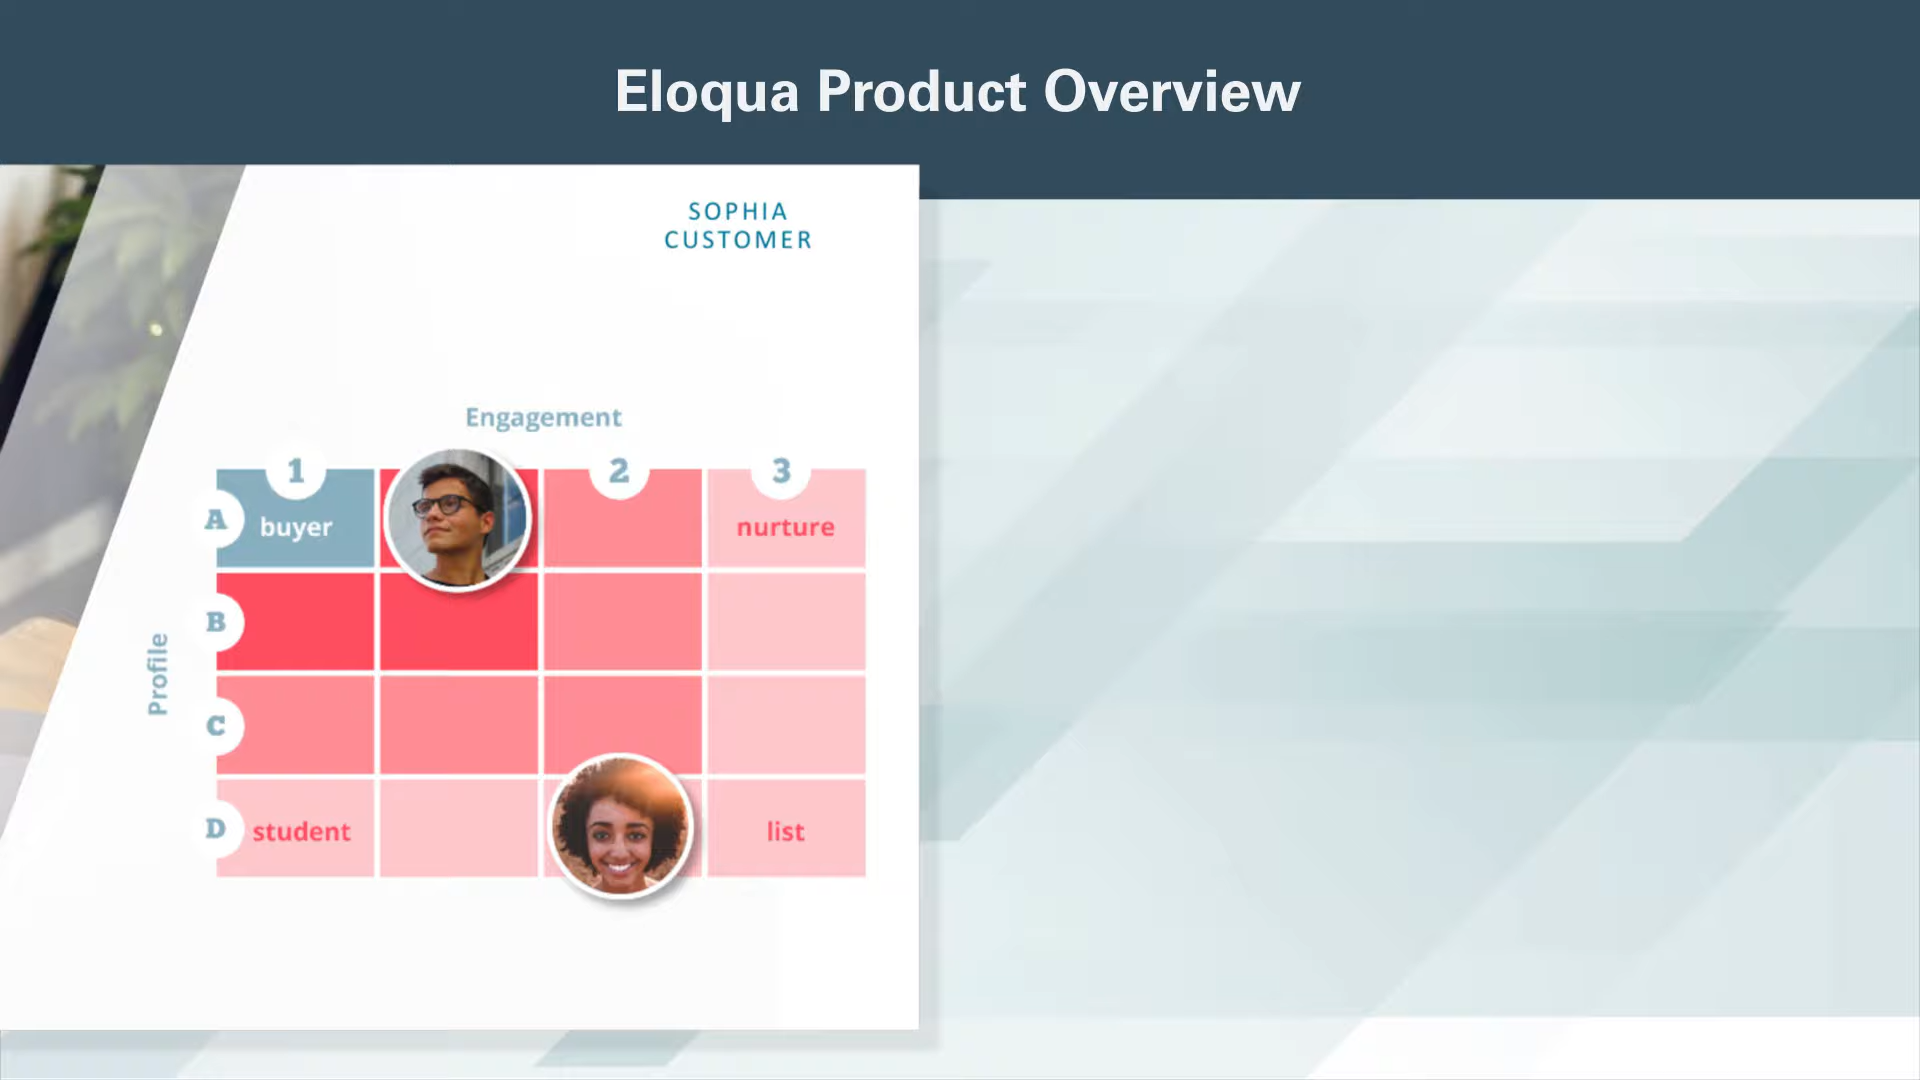 Eloqua Product Overview
SOPHIA
CUSTOMER
Engagement
1
2
3
A
buyer
nurture
B
Profile
C
D
student
list